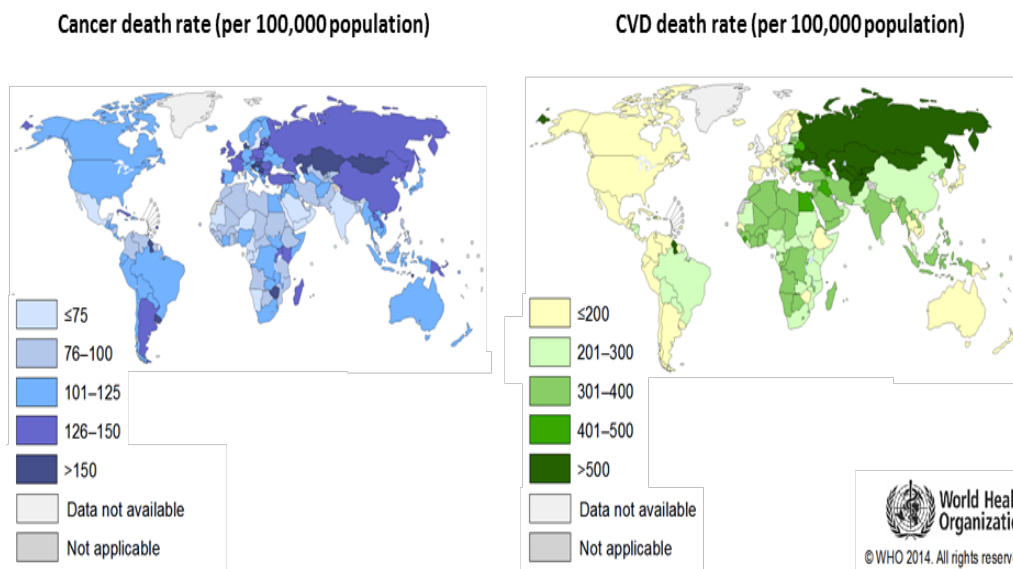 Cancer death rate (per 100,000 population)
CVD death rate (per 100,000 population)
≤75
76–100
101–125
126–150
>150
Data not available
Not applicable
≤200
201–300
301–400
401–500
>500
Data not available
Not applicable
World Heal
Organizatio
© WHO 2014. All rights reserve